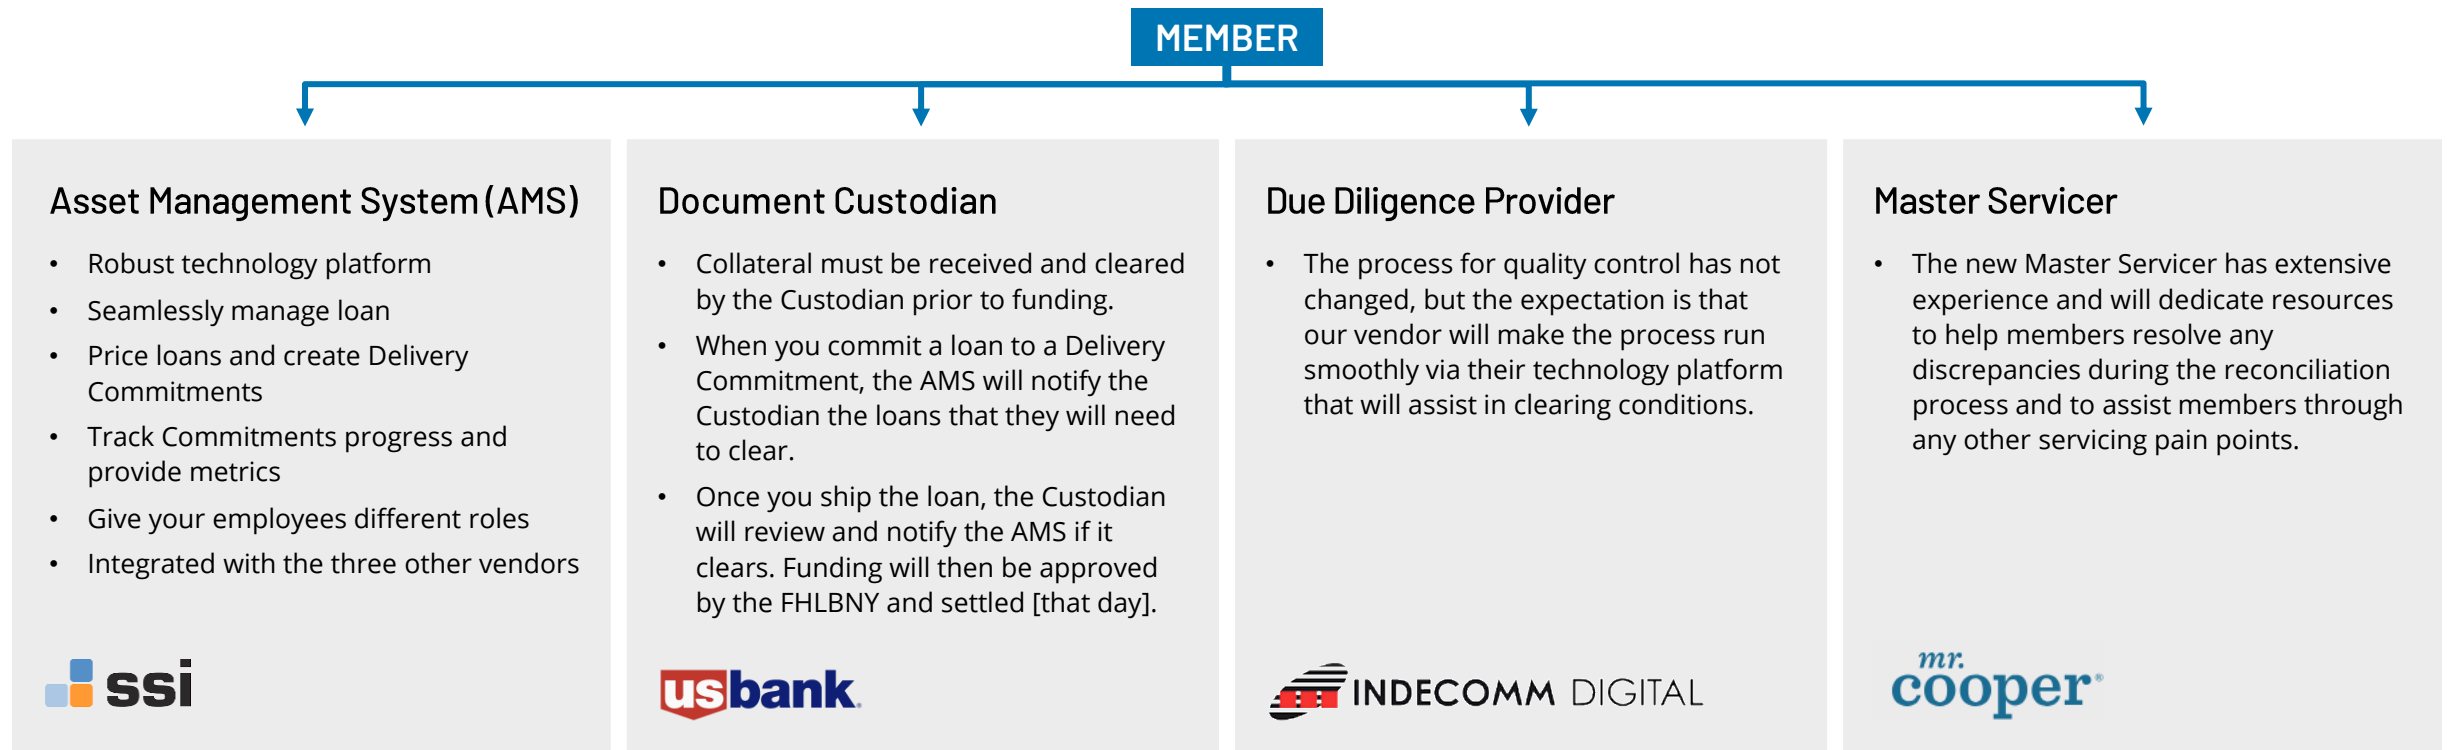 MEMBER
Asset Management System (AMS)
• Robust technology platform
• Seamlessly manage loan
• Price loans and create Delivery
Commitments
• Track Commitments progress and
provide metrics
• Give your employees different roles
• Integrated with the three other vendors
ssi
Document Custodian
• Collateral must be received and cleared
by the Custodian prior to funding.
• When you commit a loan to a Delivery
Commitment, the AMS will notify the
Custodian the loans that they will need
to clear.
• Once you ship the loan, the Custodian
will review and notify the AMS if it
clears. Funding will then be approved
by the FHLBNY and settled [that day].
usbank.
Due Diligence Provider
• The process for quality control has not
changed, but the expectation is that
our vendor will make the process run
smoothly via their technology platform
that will assist in clearing conditions.
INDECOMM DIGITAL
Master Servicer
• The new Master Servicer has extensive
experience and will dedicate resources
to help members resolve any
discrepancies during the reconciliation
process and to assist members through
any other servicing pain points.
mr.
cooper®